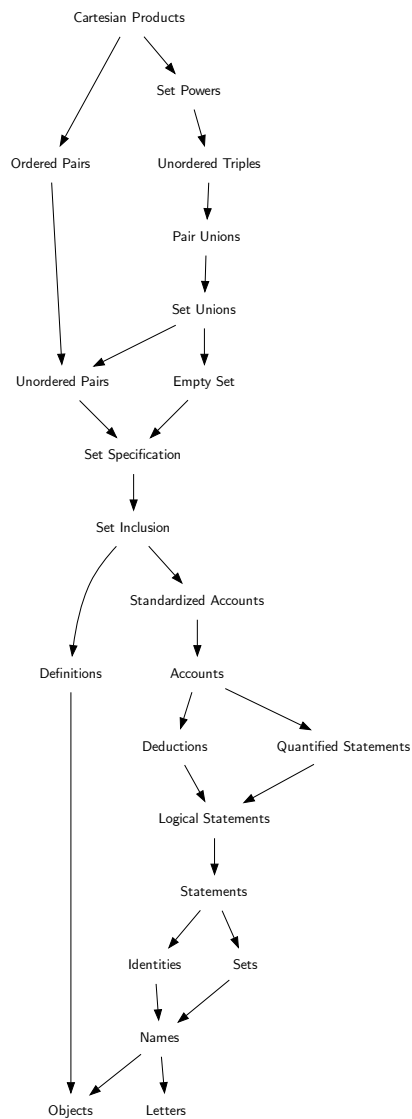 Cartesian Products
Set Powers
Ordered Pairs
Unordered Triples
Pair Unions
Set Unions
Unordered Pairs
Empty Set
Set Specification
Set Inclusion
Standardized Accounts
Definitions
Accounts
Deductions
Quantified Statements
Logical Statements
Statements
Identities
Sets
Names
Objects
Letters